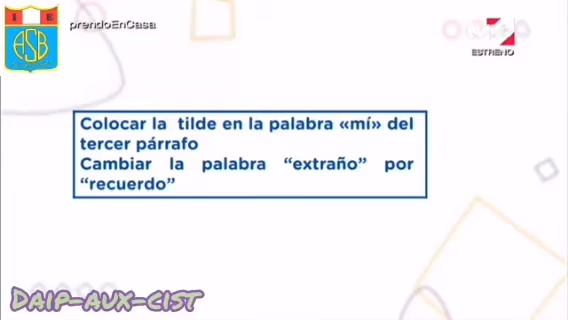 I E
ASB
prendoEnCasa
ESTRENO
Colocar la tilde en la palabra «mí» del
tercer párrafo
Cambiar la palabra “extraño” por
“recuerdo”
Daip-aux-cist